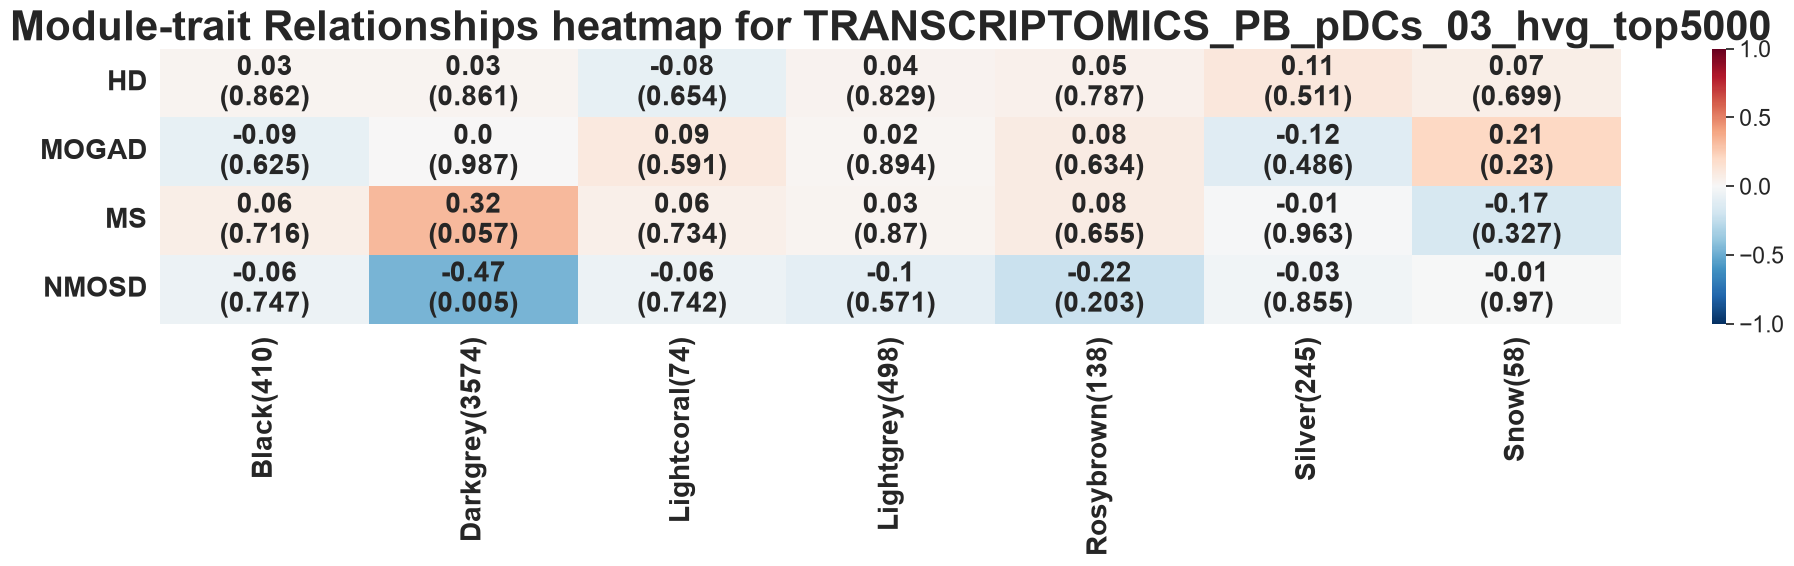 Module-trait Relationships heatmap for TRANSCRIPTOMICS_PB_pDCs_03_hvg_top5000
HD 0.03 0.03 -0.08 0.04 0.05 0.11 0.07
(0.862) (0.861) (0.654) (0.829) (0.787) (0.511) (0.699)
MOGAD -0.09 0.0 0.09 0.02 0.08 -0.12 0.21
(0.625) (0.987) (0.591) (0.894) (0.634) (0.486) (0.23)
MS 0.06 0.32 0.06 0.03 0.08 -0.01 -0.17
(0.716) (0.057) (0.734) (0.87) (0.655) (0.963) (0.327)
NMOSD -0.06 -0.47 -0.06 -0.1 -0.22 -0.03 -0.01
(0.747) (0.005) (0.742) (0.571) (0.203) (0.855) (0.97)
Black(410)
Darkgrey(3574)
Lightcoral(74)
Lightgrey(498)
Rosybrown(138)
Silver(245)
Snow(58)
1.0
0.5
0.0
−0.5
−1.0